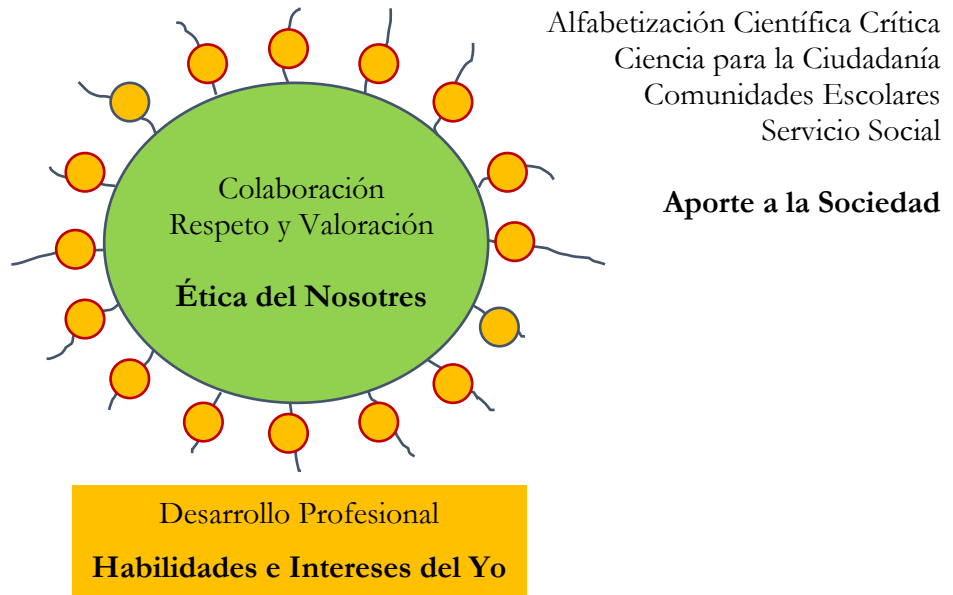 Alfabetización Científica Crítica
Ciencia para la Ciudadanía
Comunidades Escolares
Servicio Social
Aporte a la Sociedad
Colaboración
Respeto y Valoración
Ética del Nosotres
Desarrollo Profesional
Habilidades e Intereses del Yo